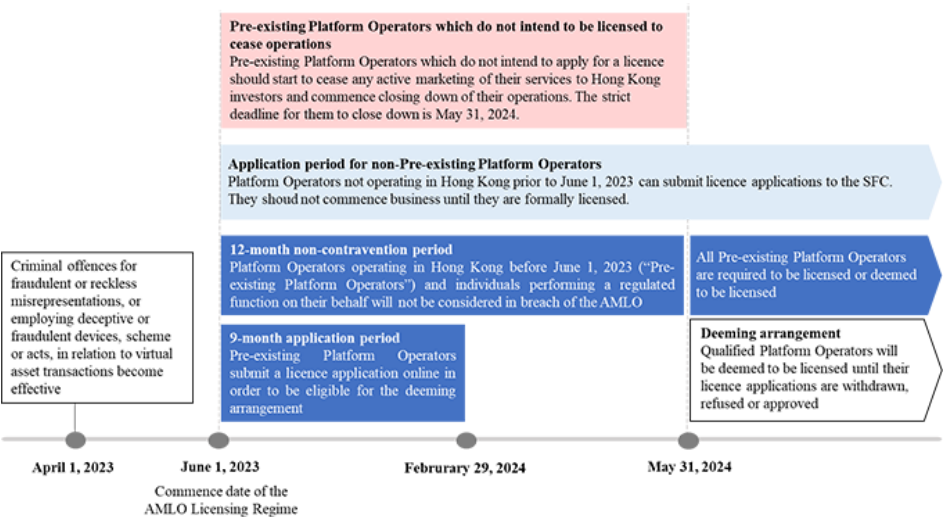 Pre-existing Platform Operators which do not intend to be licensed to
cease operations
Pre-existing Platform Operators which do not intend to apply for a licence
should start to cease any active marketing of their services to Hong Kong
investors and commence closing down of their operations. The strict
deadline for them to close down is May 31, 2024.
Application period for non-Pre-existing Platform Operators
Platform Operators not operating in Hong Kong prior to June 1, 2023 can submit licence applications to the SFC.
They shoud not commence business until they are formally licensed.
12-month non-contravention period
Platform Operators operating in Hong Kong before June 1, 2023 (“Pre-
existing Platform Operators”) and individuals performing a regulated
function on their behalf will not be considered in breach of the AMLO
All Pre-existing Platform Operators
are required to be licensed or deemed
to be licensed
Criminal offences for
fraudulent or reckless
misrepresentations, or
employing deceptive or
fraudulent devices, scheme
or acts, in relation to virtual
asset transactions become
effective
9-month application period
Pre-existing Platform Operators
submit a licence application online in
order to be eligible for the deeming
arrangement
Deeming arrangement
Qualified Platform Operators will
be deemed to be licensed until their
licence applications are withdrawn,
refused or approved
April 1, 2023
June 1, 2023
Februrary 29, 2024
May 31, 2024
Commence date of the
AMLO Licensing Regime